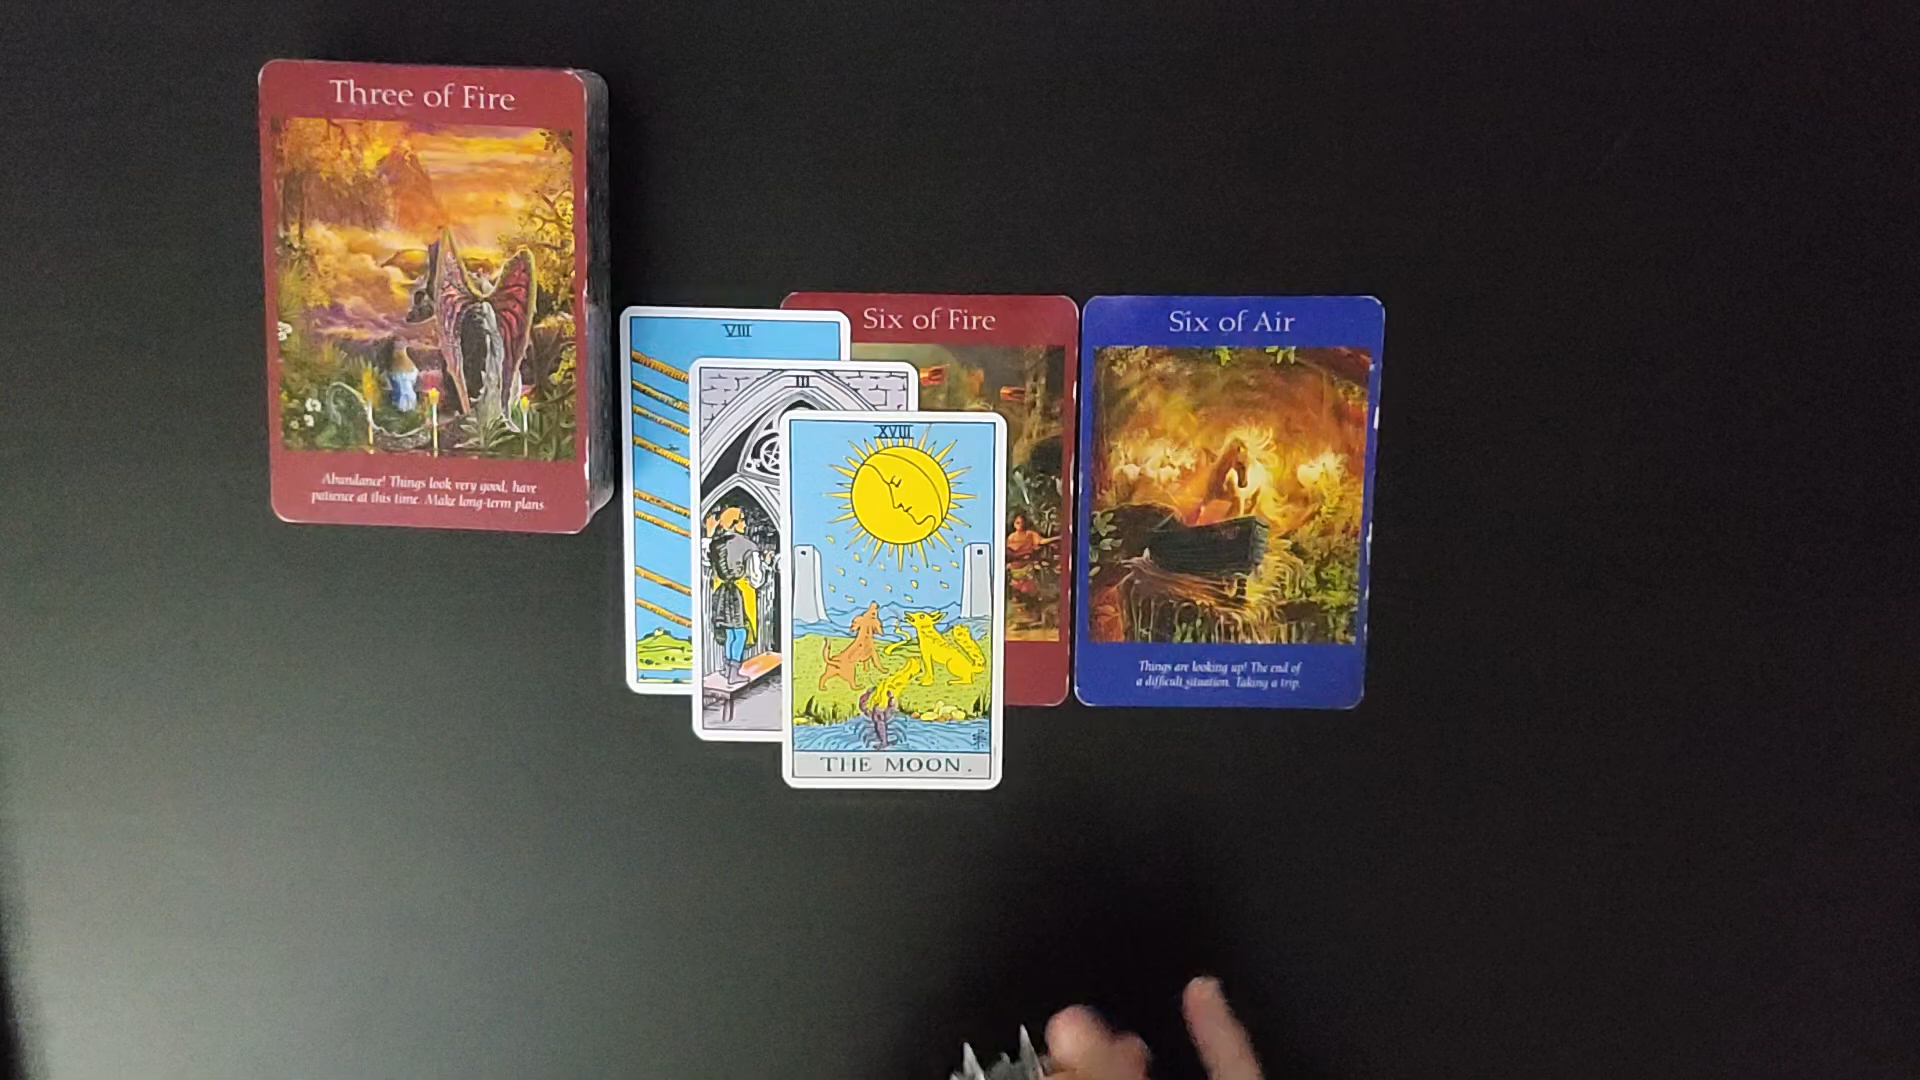 Three of Fire
Abundance! Things look very good, have
patience at this time. Make long-term plans.
VIII
III
XVIII
THE MOON.
Six of Fire
Six of Air
Things are looking up! The end of
a difficult situation. Taking a trip.